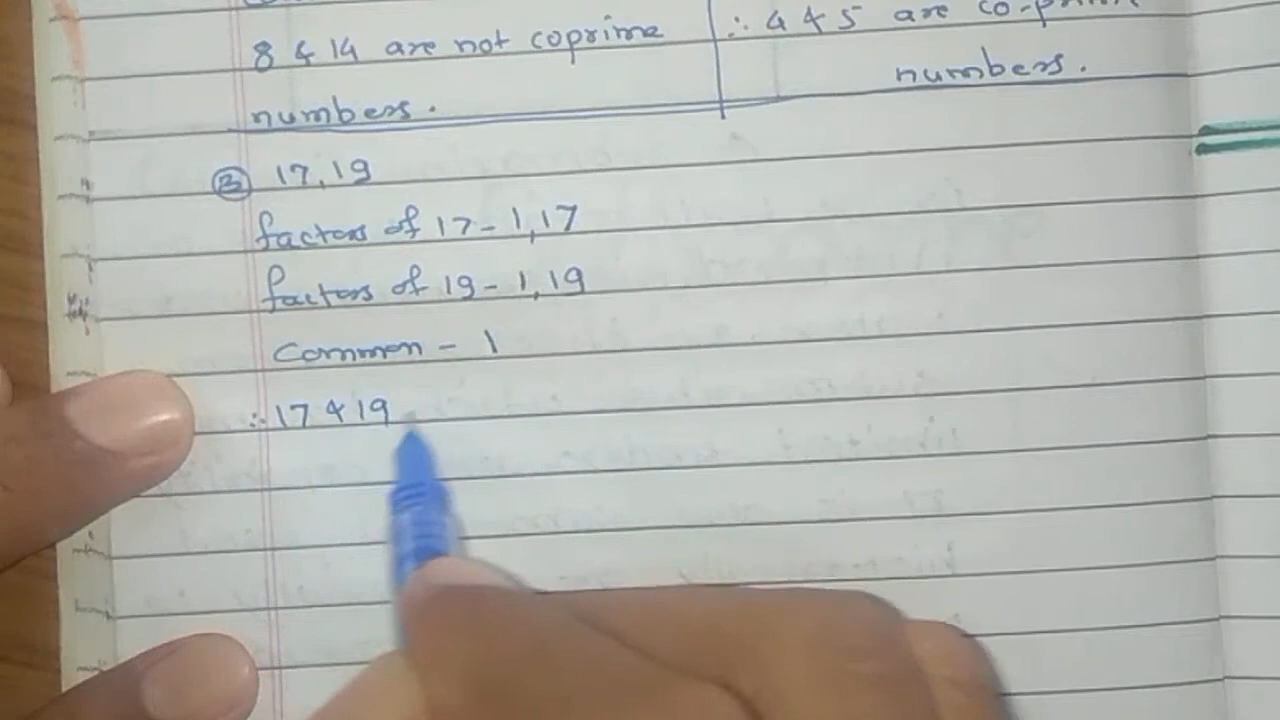 8 & 14 are not coprime
numbers.
∴ 4 & 5 are co-prime
numbers.
③ 17, 19
factors of 17 - 1, 17
factors of 19 - 1, 19
Common - 1
∴ 17 & 19